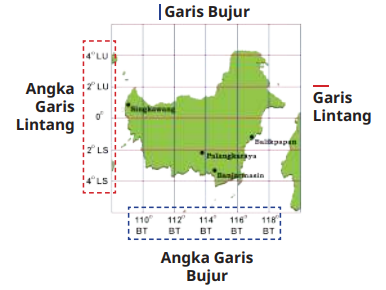 Garis Bujur
4° LU
2° LU
0°
2° LS
4° LS
Angka
Garis
Lintang
Singkawang
Balikpapan
Palangkaraya
Banjarmasin
Garis
Lintang
110° 112° 114° 116° 118°
BT BT BT BT BT
Angka Garis
Bujur